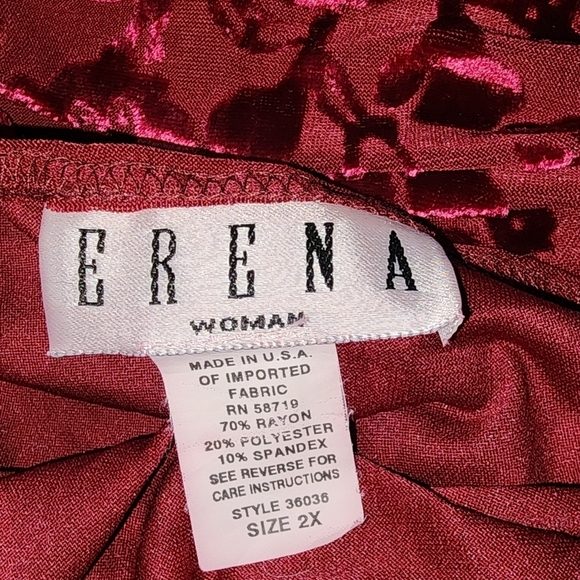 ERENA
WOMAN
MADE IN U.S.A.
OF IMPORTED
FABRIC
RN 58719
70% RAYON
20% POLYESTER
10% SPANDEX
SEE REVERSE FOR
CARE INSTRUCTIONS
STYLE 36036
SIZE 2X